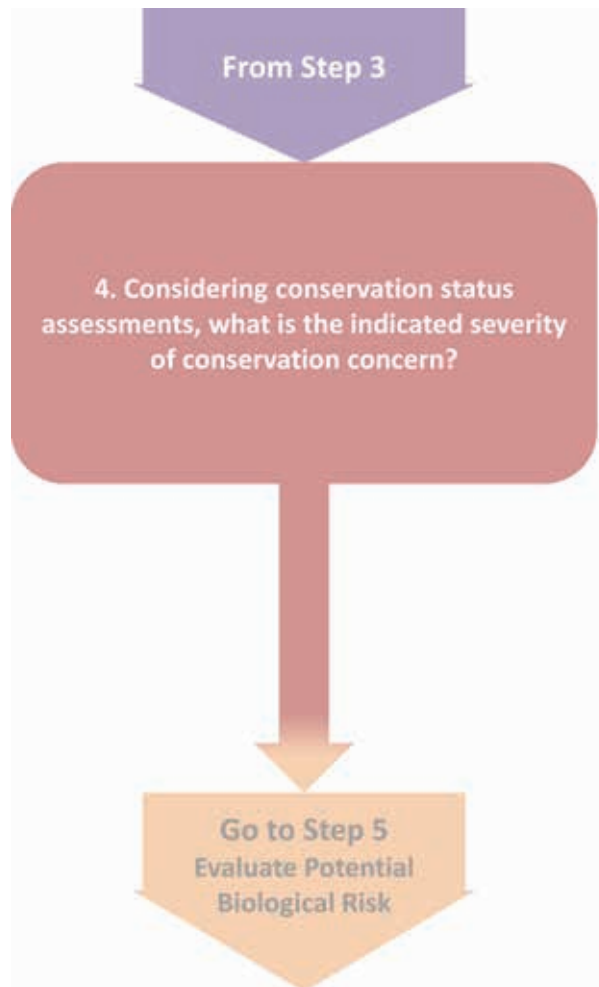 From Step 3
4. Considering conservation status
assessments, what is the indicated severity
of conservation concern?
Go to Step 5
Evaluate Potential
Biological Risk